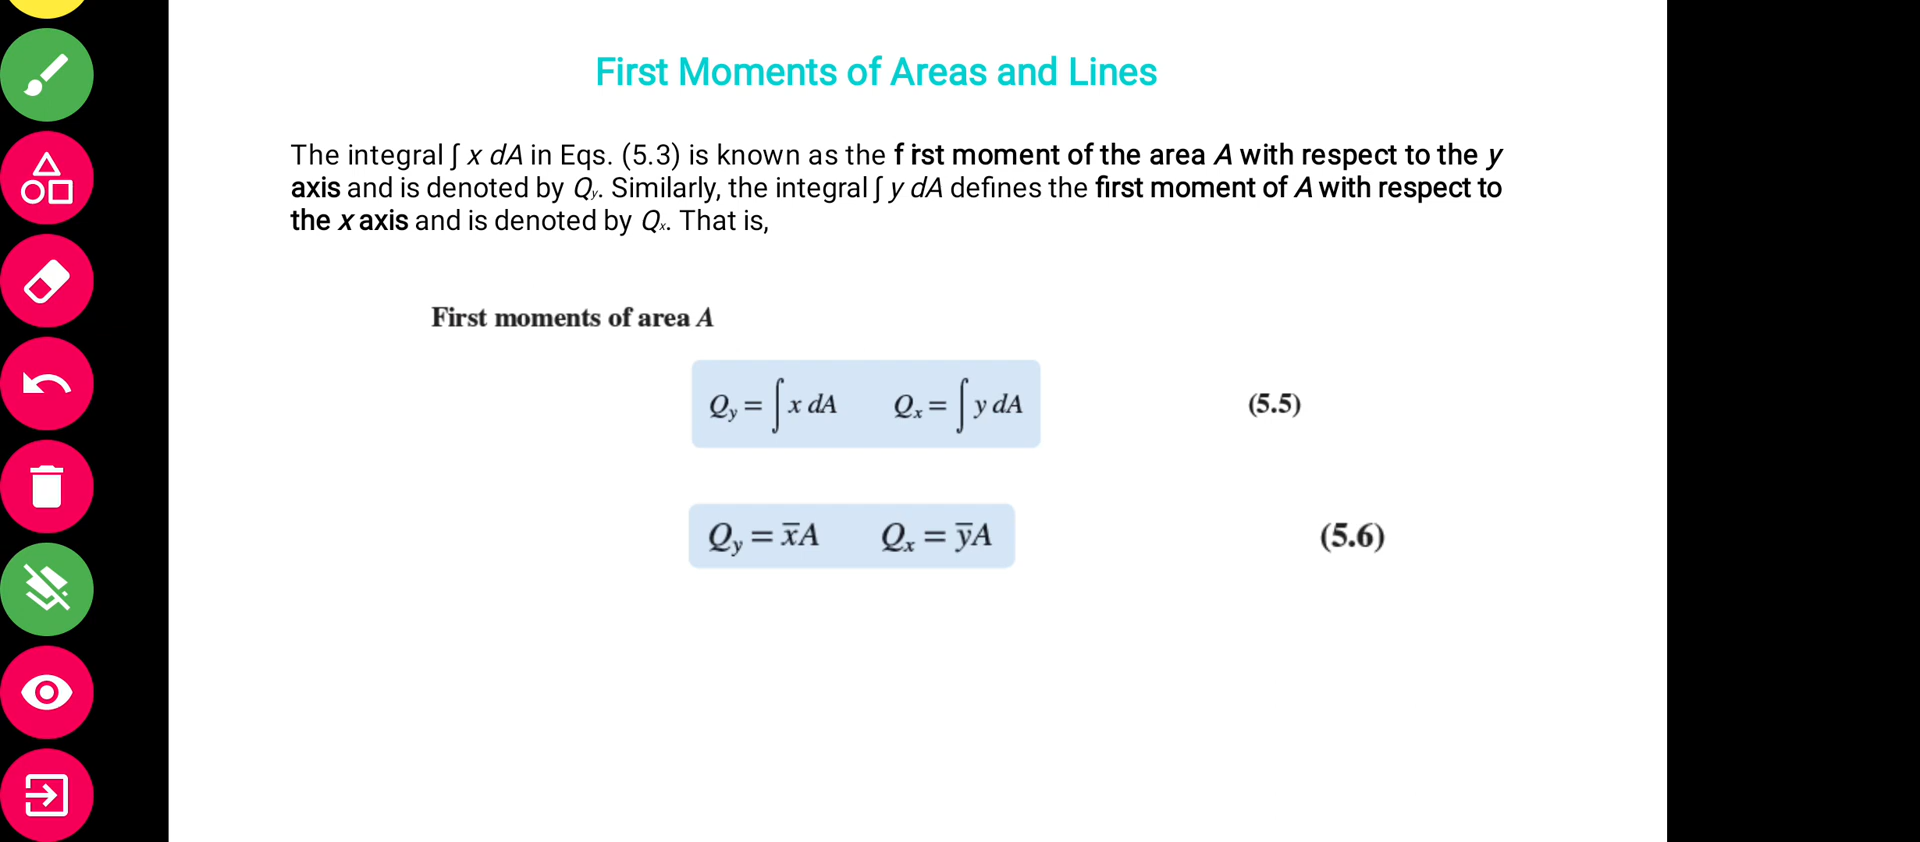 First Moments of Areas and Lines
The integral ∫ x dA in Eqs. (5.3) is known as the f irst moment of the area A with respect to the y
axis and is denoted by Qy. Similarly, the integral ∫ y dA defines the first moment of A with respect to
the x axis and is denoted by Qx. That is,
First moments of area A
Qy = ∫ x dA Qx = ∫ y dA (5.5)
Qy = x̅A Qx = y̅A (5.6)